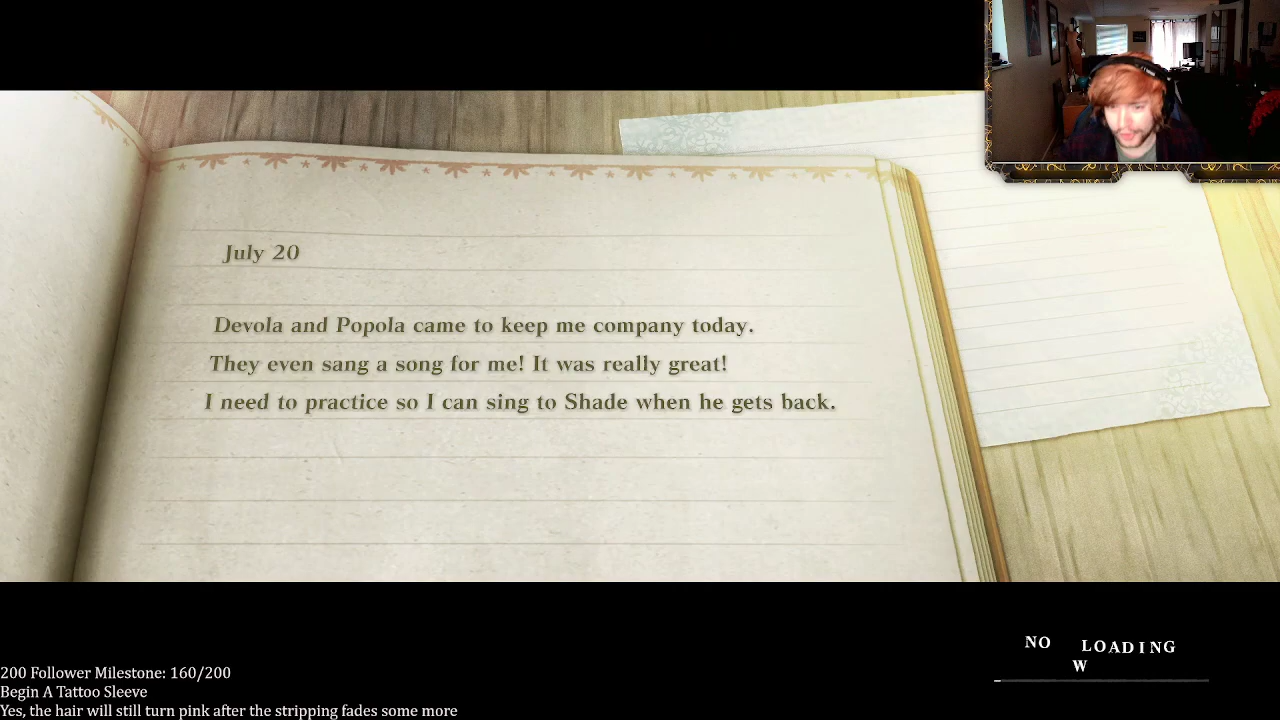 July 20
Devola and Popola came to keep me company today.
They even sang a song for me! It was really great!
I need to practice so I can sing to Shade when he gets back.
NO W LOADING
200 Follower Milestone: 160/200
Begin A Tattoo Sleeve
Yes, the hair will still turn pink after the stripping fades some more